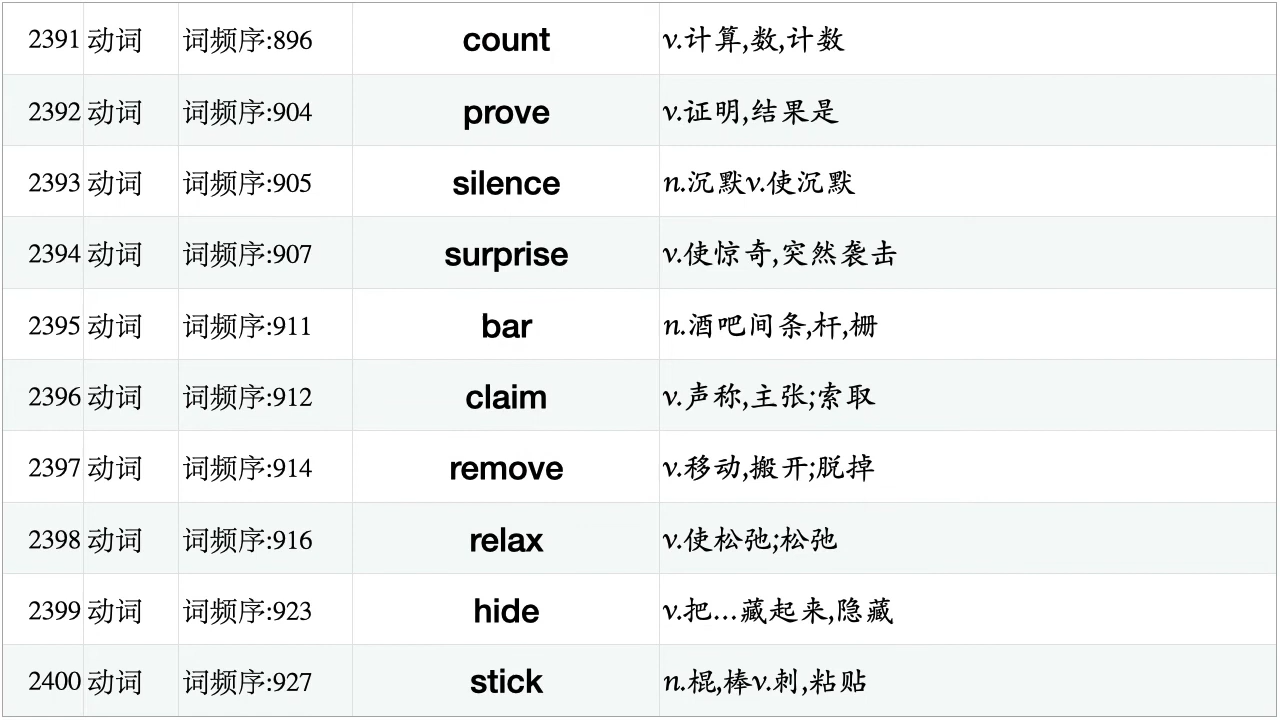 2391 动词 词频序:896 count v.计算,数,计数
2392 动词 词频序:904 prove v.证明,结果是
2393 动词 词频序:905 silence n.沉默v.使沉默
2394 动词 词频序:907 surprise v.使惊奇,突然袭击
2395 动词 词频序:911 bar n.酒吧间条,杆,栅
2396 动词 词频序:912 claim v.声称,主张;索取
2397 动词 词频序:914 remove v.移动,搬开;脱掉
2398 动词 词频序:916 relax v.使松弛;松弛
2399 动词 词频序:923 hide v.把…藏起来,隐藏
2400 动词 词频序:927 stick n.棍,棒v.刺,粘贴